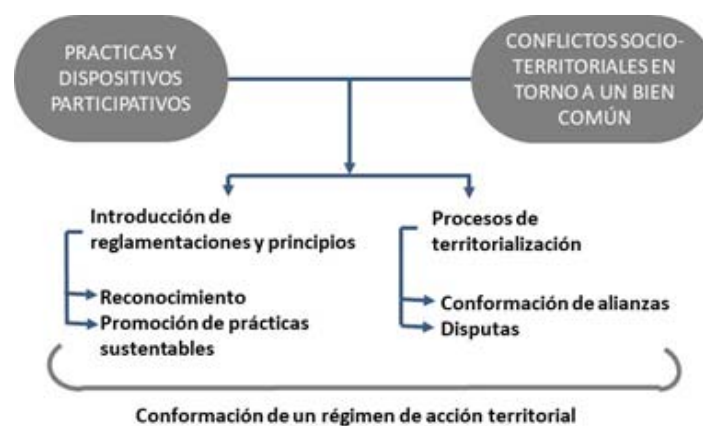 PRACTICAS Y
DISPOSITIVOS
PARTICIPATIVOS
CONFLICTOS SOCIO-
TERRITORIALES EN
TORNO A UN BIEN
COMÚN
Introducción de
reglamentaciones y principios
Reconocimiento
Promoción de prácticas
sustentables
Procesos de
territorialización
Conformación de alianzas
Disputas
Conformación de un régimen de acción territorial